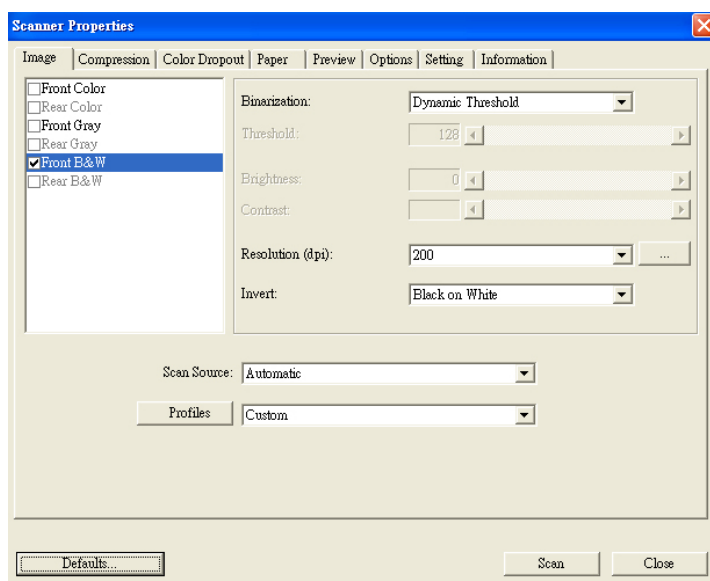 Scanner Properties
Image Compression Color Dropout Paper Preview Options Setting Information
Front Color
Rear Color
Front Gray
Rear Gray
Front B&W
Rear B&W
Binarization: Dynamic Threshold
Threshold: 128
Brightness: 0
Contrast:
Resolution (dpi): 200 ...
Invert: Black on White
Scan Source: Automatic
Profiles Custom
Defaults... Scan Close